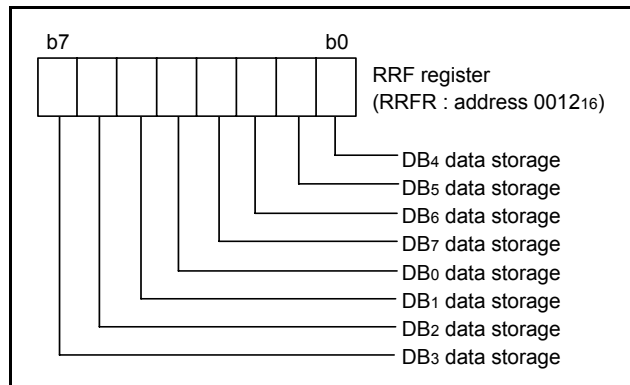 b7 b0
RRF register
(RRFR : address 0012₁₆)
DB₄ data storage
DB₅ data storage
DB₆ data storage
DB₇ data storage
DB₀ data storage
DB₁ data storage
DB₂ data storage
DB₃ data storage